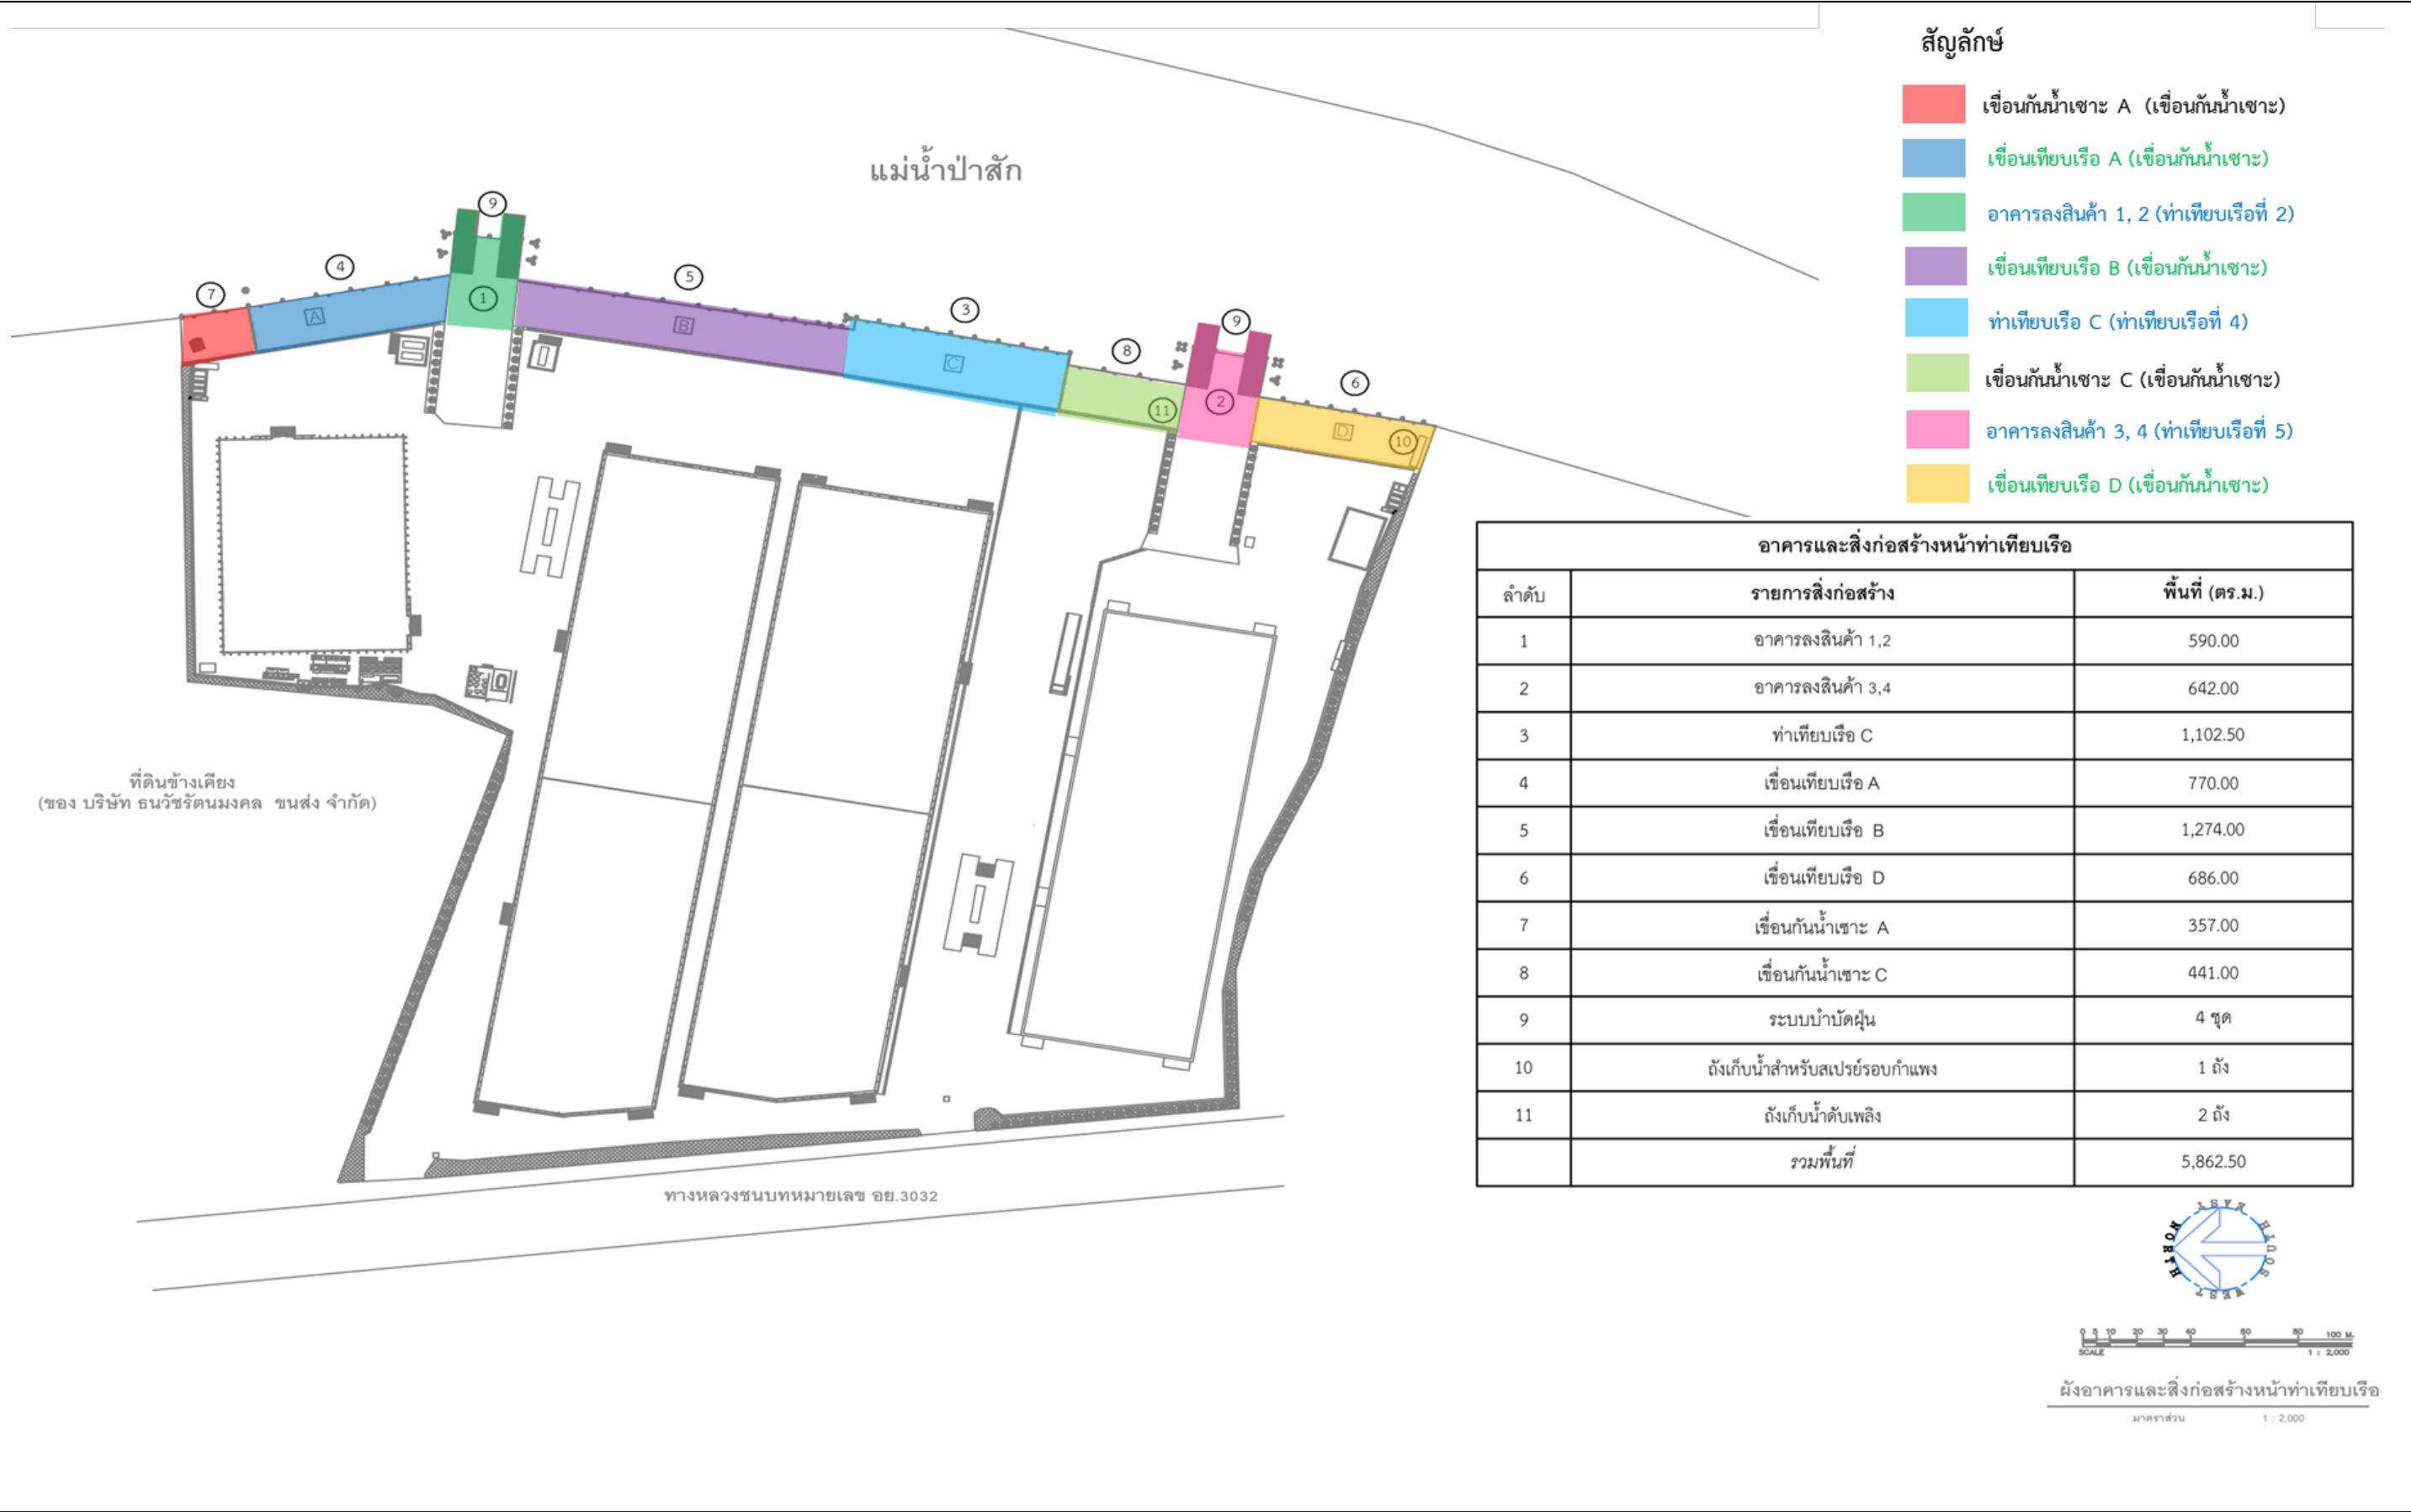 สัญลักษ์
เขื่อนกันน้ำเซาะ A (เขื่อนกันน้ำเซาะ)
เขื่อนเทียบเรือ A (เขื่อนกันน้ำเซาะ)
อาคารลงสินค้า 1, 2 (ท่าเทียบเรือที่ 2)
เขื่อนเทียบเรือ B (เขื่อนกันน้ำเซาะ)
ท่าเทียบเรือ C (ท่าเทียบเรือที่ 4)
เขื่อนกันน้ำเซาะ C (เขื่อนกันน้ำเซาะ)
อาคารลงสินค้า 3, 4 (ท่าเทียบเรือที่ 5)
เขื่อนเทียบเรือ D (เขื่อนกันน้ำเซาะ)
แม่น้ำป่าสัก
9
4
7
5
1
A
B
3
C
8
9
6
2
11
D
10
ที่ดินข้างเคียง
(ของ บริษัท ธนวัชรัตนมงคล ขนส่ง จำกัด)
ทางหลวงชนบทหมายเลข อย.3032
อาคารและสิ่งก่อสร้างหน้าท่าเทียบเรือ
ลำดับ รายการสิ่งก่อสร้าง พื้นที่ (ตร.ม.)
1 อาคารลงสินค้า 1,2 590.00
2 อาคารลงสินค้า 3,4 642.00
3 ท่าเทียบเรือ C 1,102.50
4 เขื่อนเทียบเรือ A 770.00
5 เขื่อนเทียบเรือ B 1,274.00
6 เขื่อนเทียบเรือ D 686.00
7 เขื่อนกันน้ำเซาะ A 357.00
8 เขื่อนกันน้ำเซาะ C 441.00
9 ระบบบำบัดฝุ่น 4 ชุด
10 ถังเก็บน้ำสำหรับสเปรย์รอบกำแพง 1 ถัง
11 ถังเก็บน้ำดับเพลิง 2 ถัง
รวมพื้นที่ 5,862.50
EAST
NORTH
SOUTH
WEST
0 5 10 20 30 40 60 80 100 ม.
SCALE 1 : 2,000
ผังอาคารและสิ่งก่อสร้างหน้าท่าเทียบเรือ
มาตราส่วน 1 : 2,000